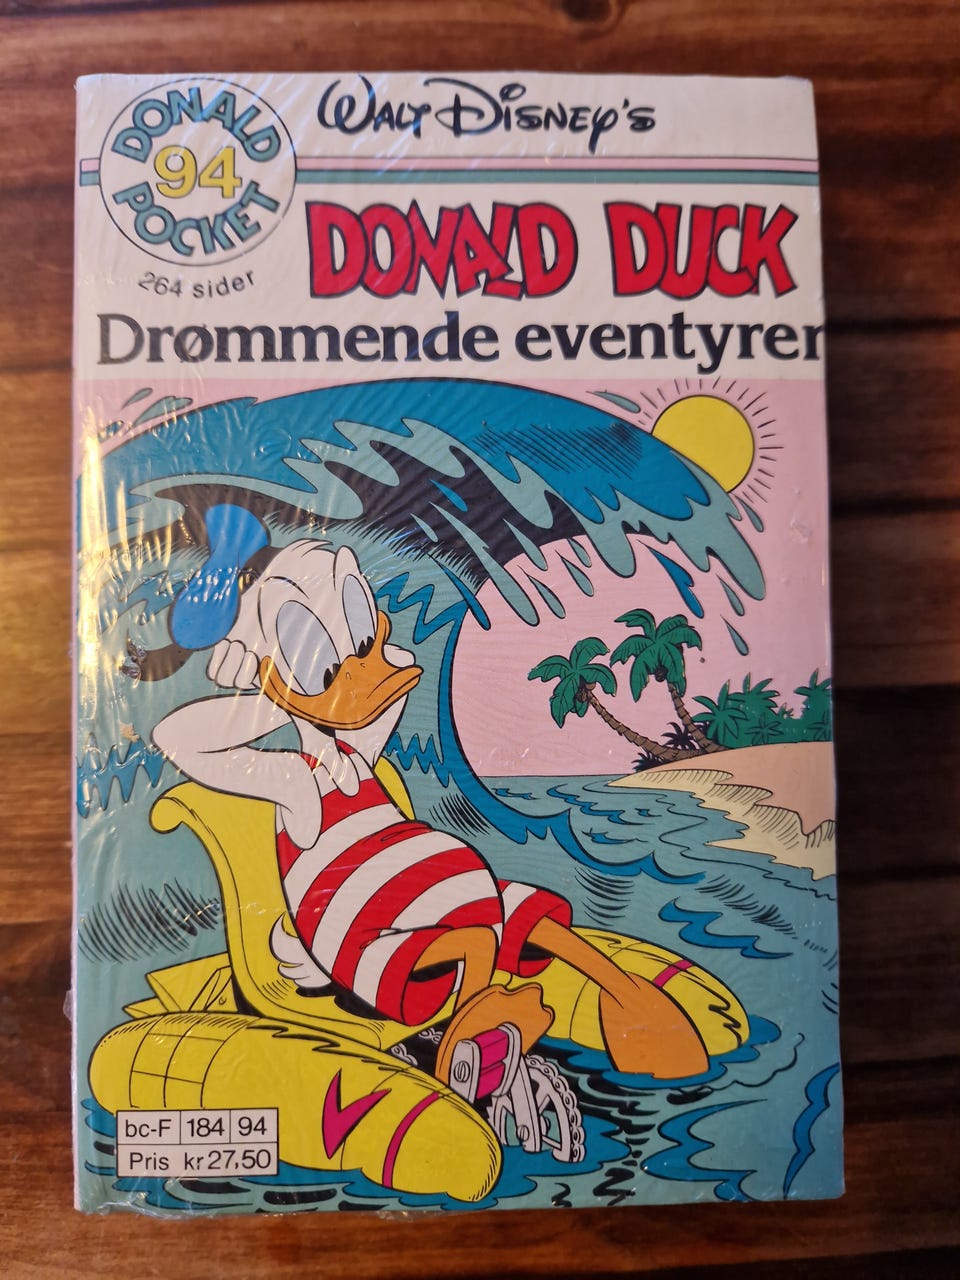 DONALD
94
POCKET
264 sider
WALT DISNEY'S
DONALD DUCK
Drømmende eventyrer
bc-F 184 94
Pris kr 27,50